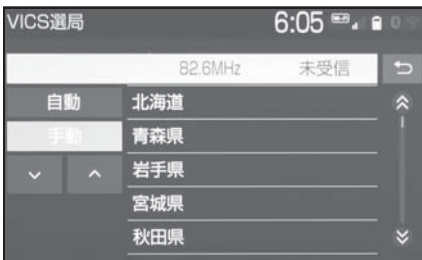 VICS選局 6:05
82.6MHz 未受信
自動 北海道
手動 青森県
岩手県
宮城県
秋田県